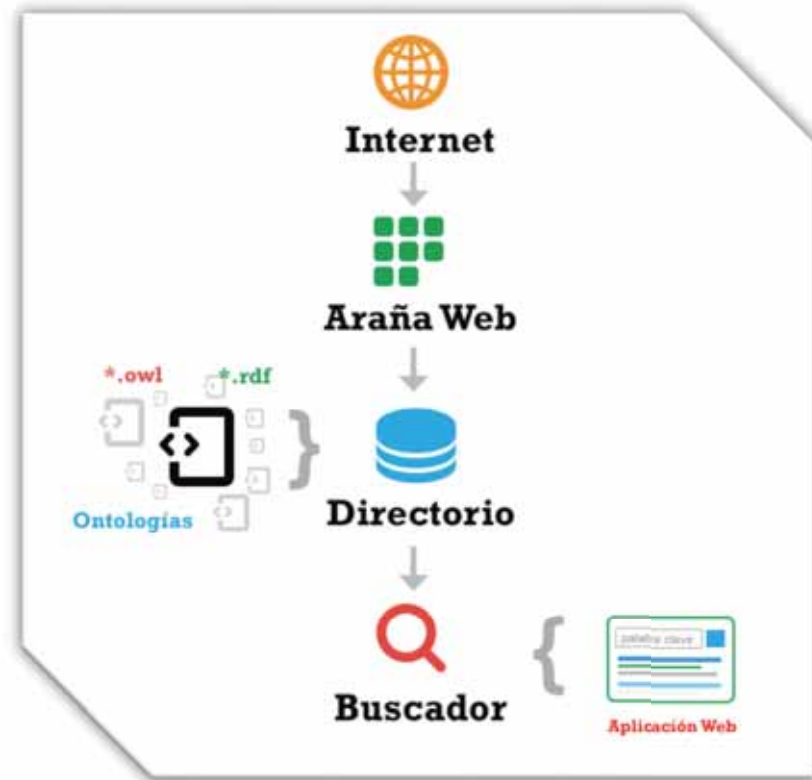 Internet
Araña Web
*.owl *.rdf
Ontologías
Directorio
Buscador
palabra clave
Aplicación Web